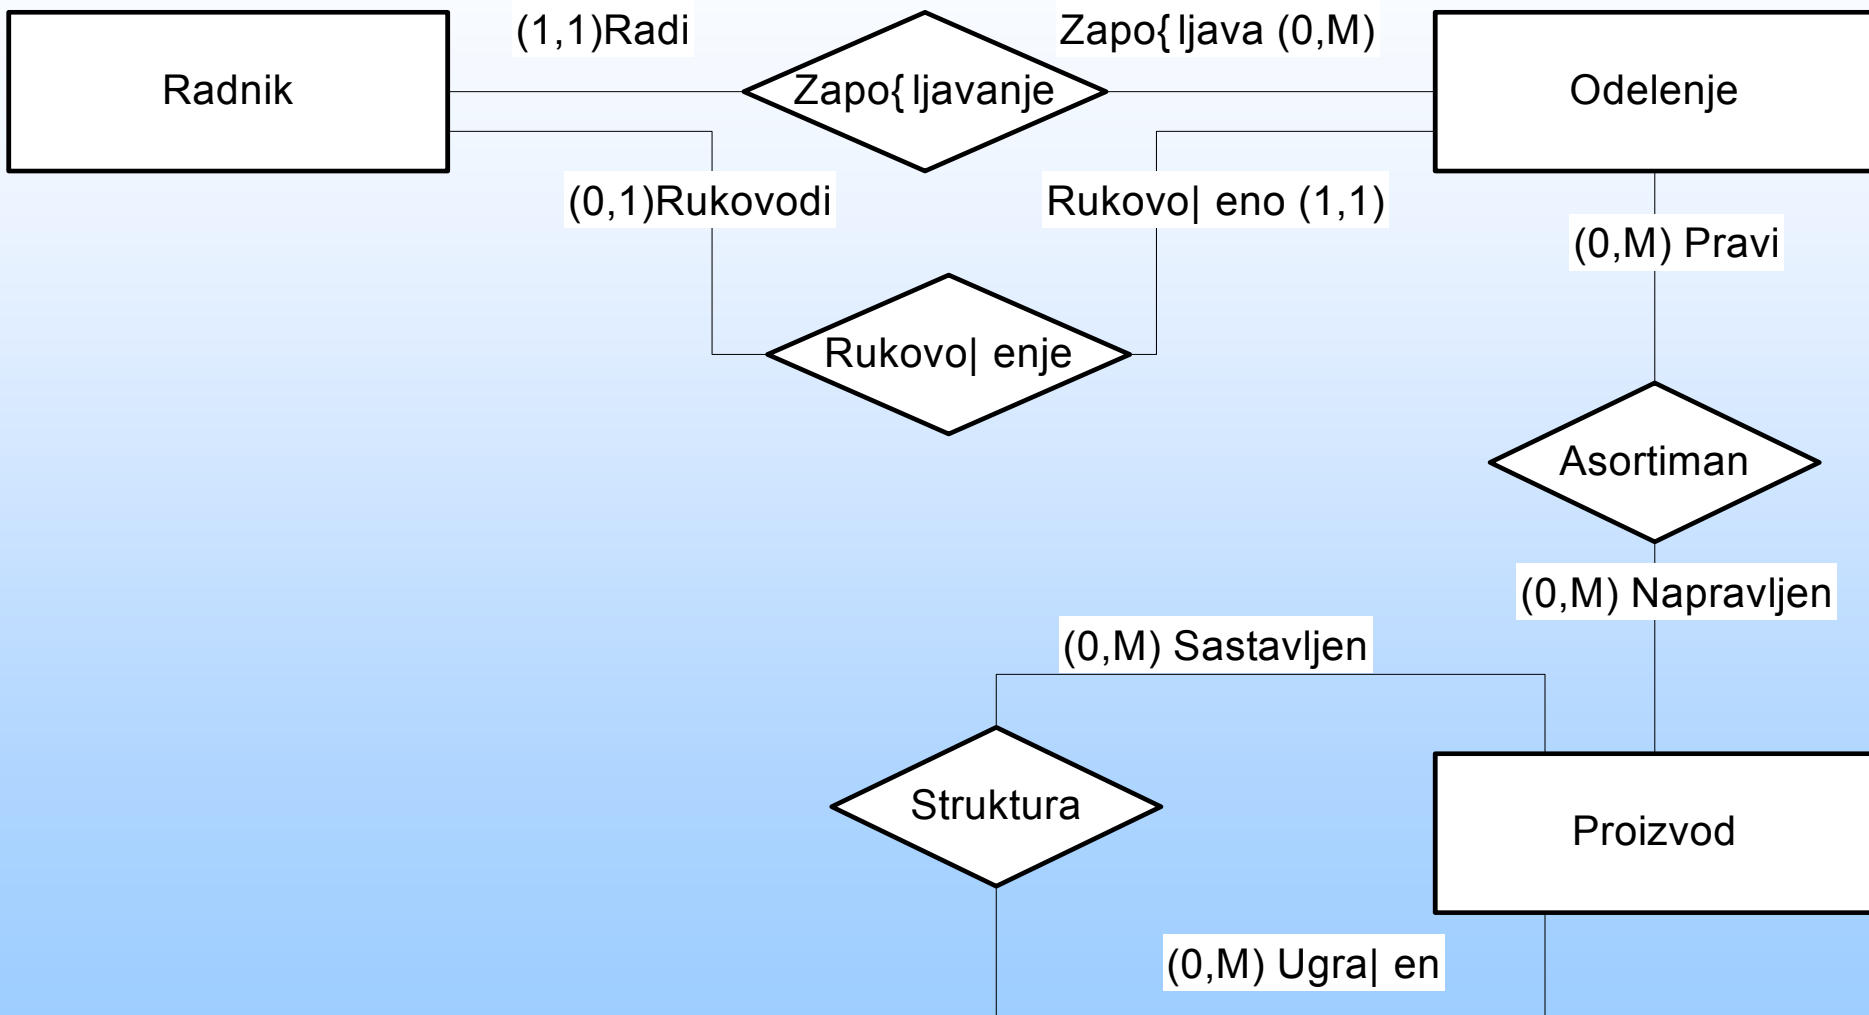 (1,1)Radi
Zapo{ ljava (0,M)
Radnik
Zapo{ ljavanje
Odelenje
(0,1)Rukovodi
Rukovo| eno (1,1)
(0,M) Pravi
Rukovo| enje
Asortiman
(0,M) Napravljen
(0,M) Sastavljen
Struktura
Proizvod
(0,M) Ugra| en